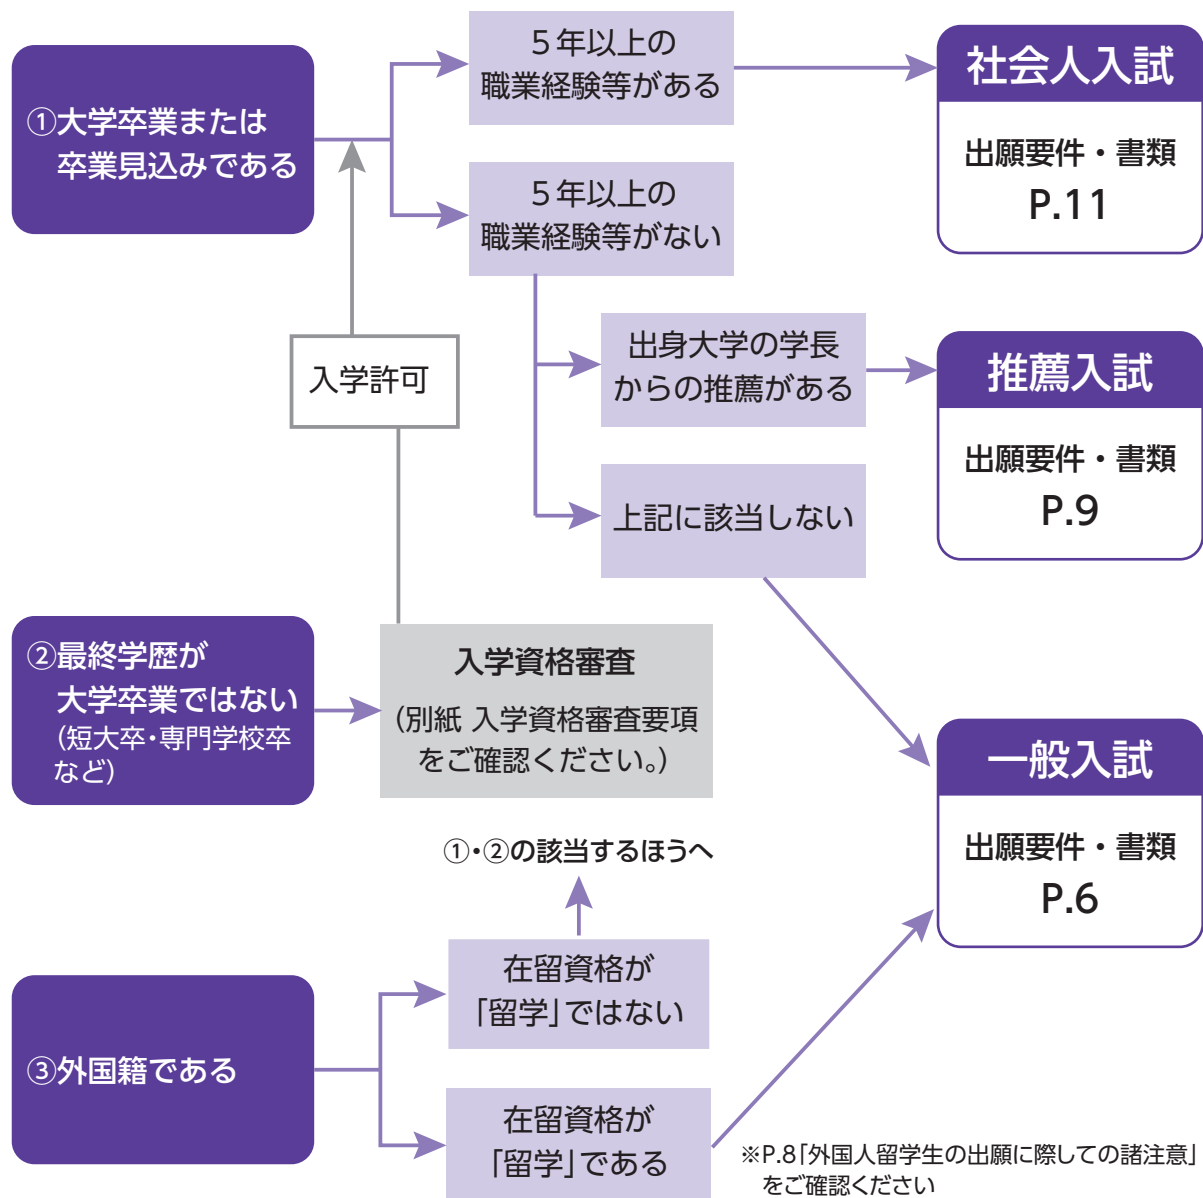 ①大学卒業または
卒業見込みである
5年以上の
職業経験等がある
社会人入試
出願要件・書類
P.11
5年以上の
職業経験等がない
入学許可
出身大学の学長
からの推薦がある
推薦入試
出願要件・書類
P.9
上記に該当しない
②最終学歴が
大学卒業ではない
(短大卒・専門学校卒
など)
入学資格審査
(別紙 入学資格審査要項
をご確認ください。)
一般入試
出願要件・書類
P.6
①・②の該当するほうへ
③外国籍である
在留資格が
「留学」ではない
在留資格が
「留学」である
※P.8「外国人留学生の出願に際しての諸注意」
をご確認ください